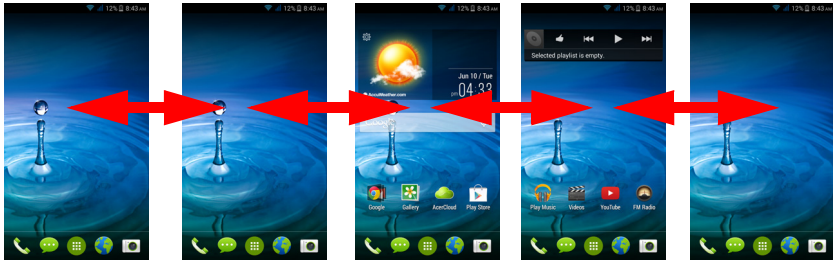 12% 8:43 AM
12% 8:43 AM
12% 8:43 AM
12% 8:43 AM
12% 8:43 AM
Jun 10 / Tue
AccuWeather.com
pm 04:33
Google Gallery AcerCloud Play Store
Selected playlist is empty.
Play Music Videos YouTube FM Radio